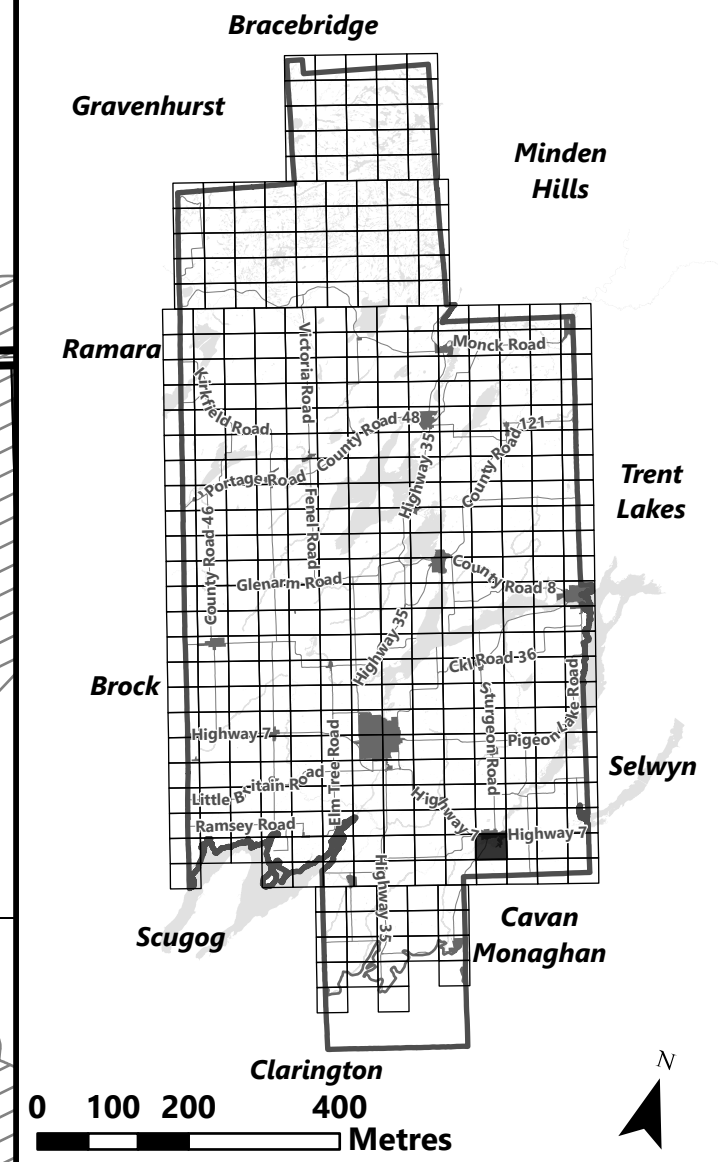 Bracebridge
Gravenhurst
Minden
Hills
Ramara
Monck Road
Victoria Road
Kirkfield Road
County Road 48
121
County Road
Highway 35
Portage Road
Trent
Lakes
Fenel Road
County Road 46
County Road 8
Glenarm Road
Highway 35
Ckl Road 36
Brock
Sturgeon Road
Pigeon Lake Road
Highway 7
Elm Tree Road
Selwyn
Little Britain Road
Highway 7
Ramsey Road
Highway 7
Highway 35
Scugog
Cavan
Monaghan
Clarington
N
0 100 200 400
Metres